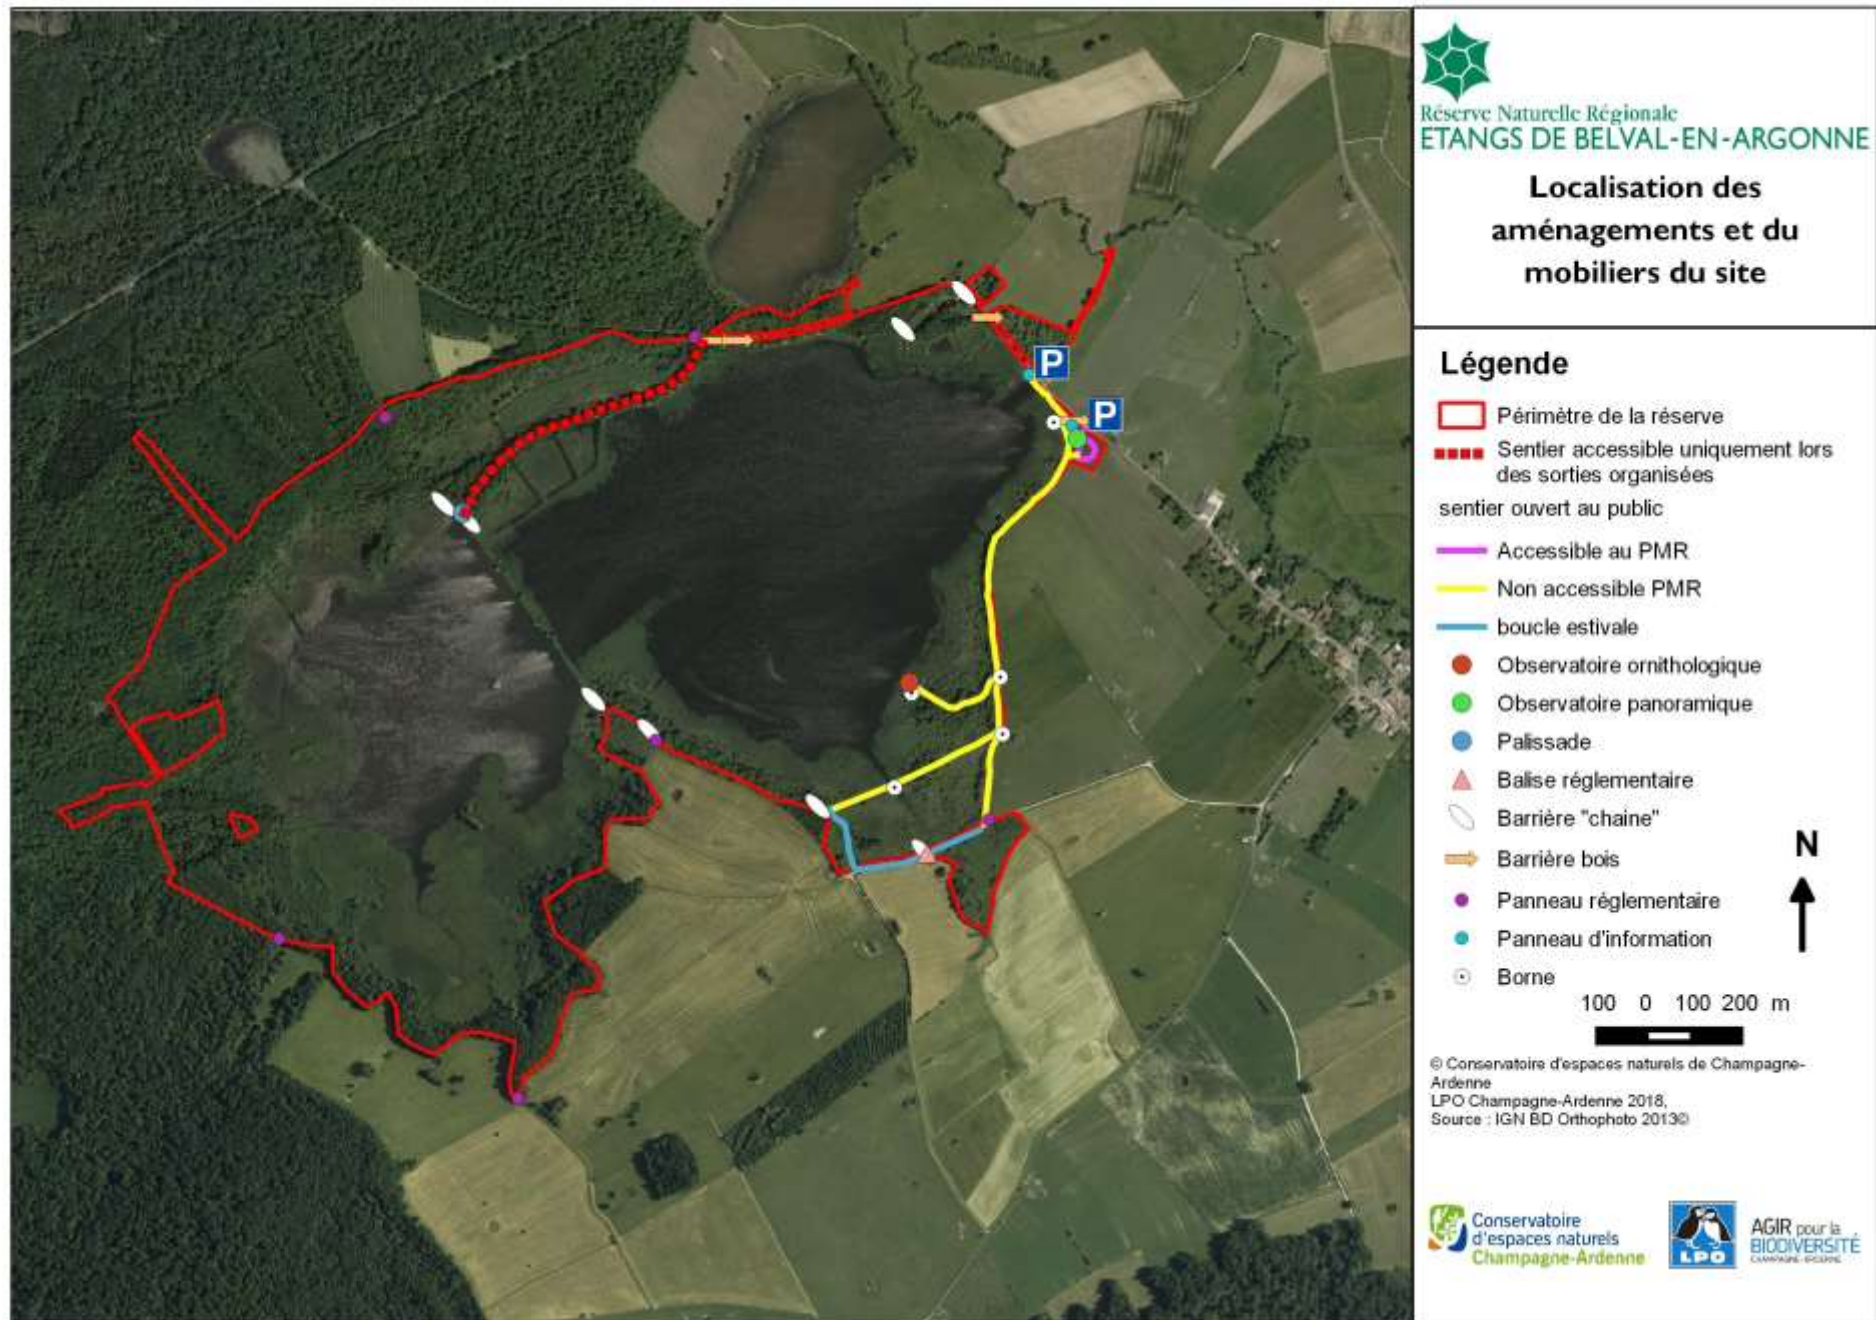 Réserve Naturelle Régionale
ETANGS DE BELVAL-EN-ARGONNE
Localisation des
aménagements et du
mobiliers du site
P
P
Légende
Périmètre de la réserve
Sentier accessible uniquement lors
des sorties organisées
sentier ouvert au public
Accessible au PMR
Non accessible PMR
boucle estivale
Observatoire ornithologique
Observatoire panoramique
Palissade
Balise réglementaire
Barrière "chaine"
Barrière bois
Panneau réglementaire
Panneau d'information
Borne
N
100 0 100 200 m
© Conservatoire d'espaces naturels de Champagne-
Ardenne
LPO Champagne-Ardenne 2018,
Source : IGN BD Orthophoto 2013©
Conservatoire
d'espaces naturels
Champagne-Ardenne
LPO
AGIR pour la
BIODIVERSITÉ
CHAMPAGNE-ARDENNE